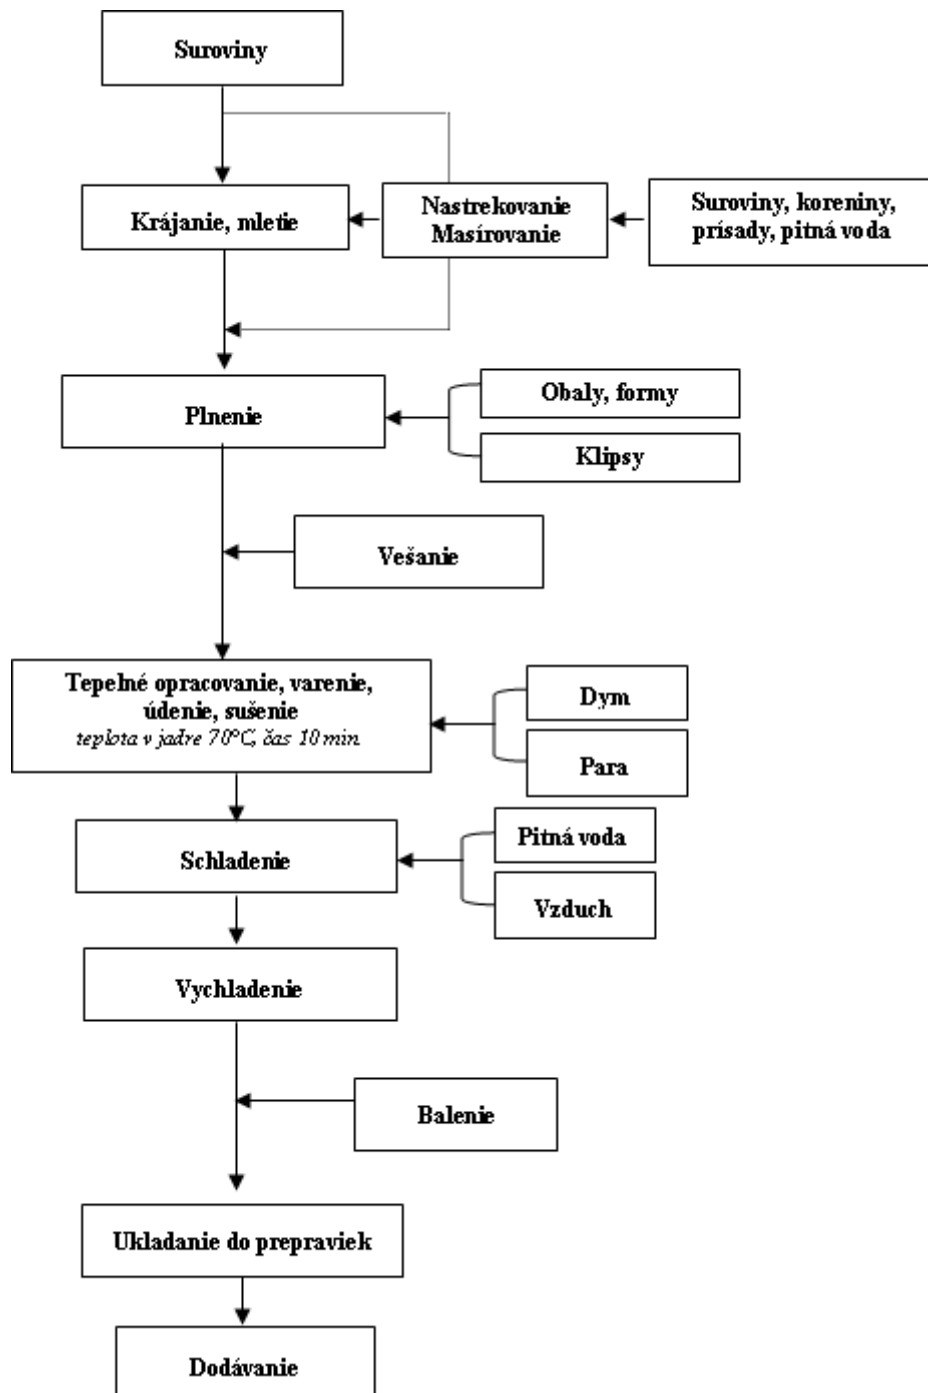 Suroviny
Krájanie, mletie
Nastrekovanie
Masírovanie
Suroviny, koreniny,
prísady, pitná voda
Plnenie
Obaly, formy
Klipsy
Vešanie
Tepelné opracovanie, varenie,
údenie, sušenie
teplota v jadre 70°C, čas 10 min.
Dym
Para
Schladenie
Pitná voda
Vzduch
Vychladenie
Balenie
Ukladanie do prepraviek
Dodávanie